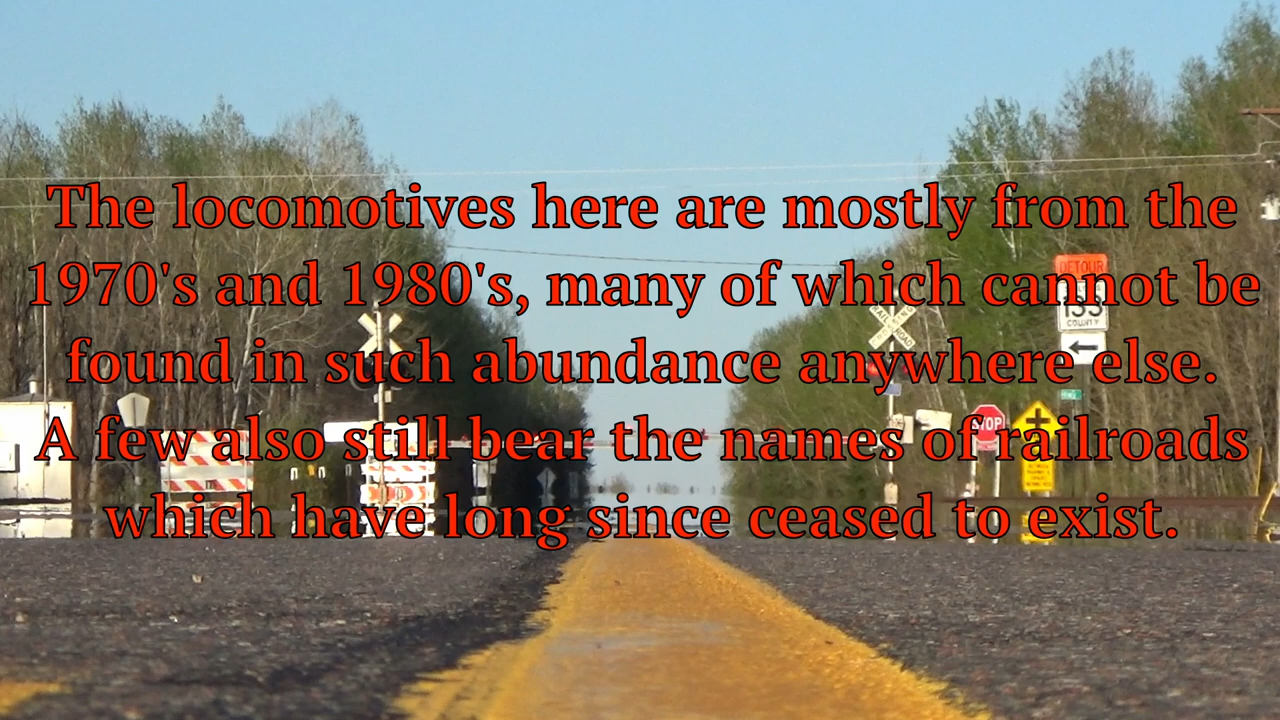 The locomotives here are mostly from the
1970's and 1980's, many of which cannot be
found in such abundance anywhere else.
A few also still bear the names of railroads
which have long since ceased to exist.
DETOUR
133
COUNTY
RAILROAD
CROSSING
STOP